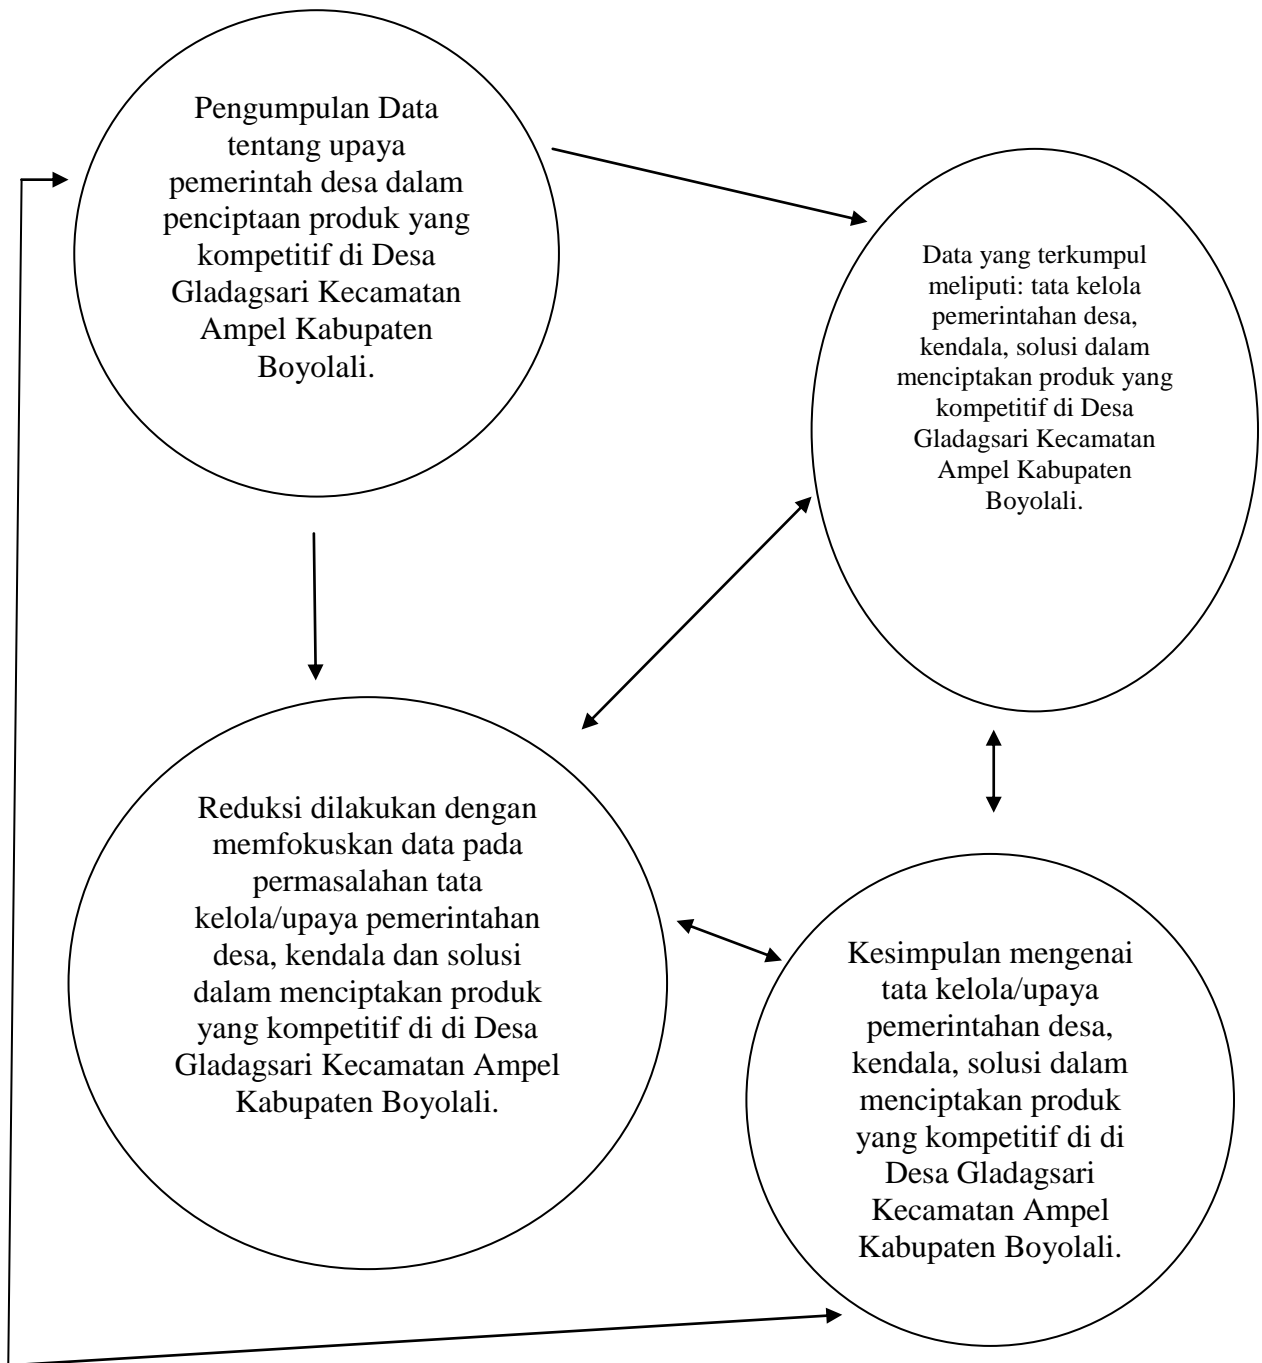 Pengumpulan Data
tentang upaya
pemerintah desa dalam
penciptaan produk yang
kompetitif di Desa
Gladagsari Kecamatan
Ampel Kabupaten
Boyolali.
Data yang terkumpul
meliputi: tata kelola
pemerintahan desa,
kendala, solusi dalam
menciptakan produk yang
kompetitif di Desa
Gladagsari Kecamatan
Ampel Kabupaten
Boyolali.
Reduksi dilakukan dengan
memfokuskan data pada
permasalahan tata
kelola/upaya pemerintahan
desa, kendala dan solusi
dalam menciptakan produk
yang kompetitif di di Desa
Gladagsari Kecamatan Ampel
Kabupaten Boyolali.
Kesimpulan mengenai
tata kelola/upaya
pemerintahan desa,
kendala, solusi dalam
menciptakan produk
yang kompetitif di di
Desa Gladagsari
Kecamatan Ampel
Kabupaten Boyolali.